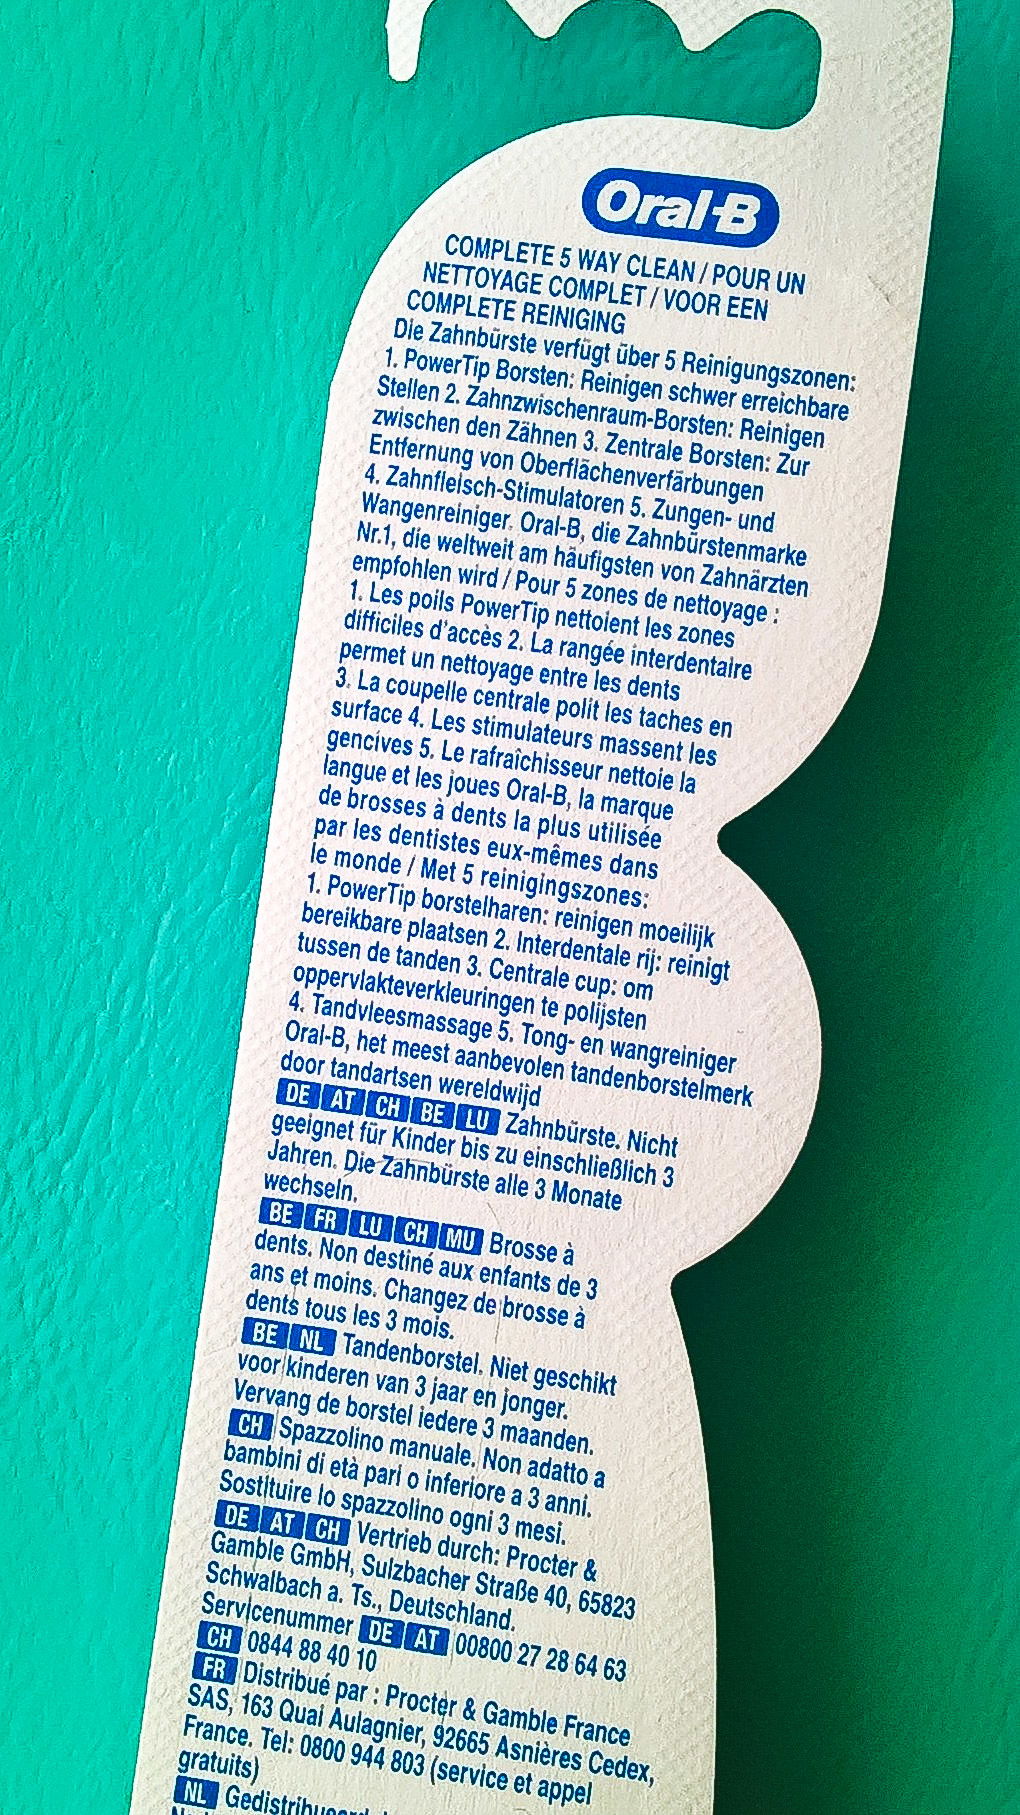 Oral-B
COMPLETE 5 WAY CLEAN / POUR UN
NETTOYAGE COMPLET / VOOR EEN
COMPLETE REINIGING
Die Zahnbürste verfügt über 5 Reinigungszonen:
1. PowerTip Borsten: Reinigen schwer erreichbare
Stellen 2. Zahnzwischenraum-Borsten: Reinigen
zwischen den Zähnen 3. Zentrale Borsten: Zur
Entfernung von Oberflächenverfärbungen
4. Zahnfleisch-Stimulatoren 5. Zungen- und
Wangenreiniger. Oral-B, die Zahnbürstenmarke
Nr.1, die weltweit am häufigsten von Zahnärzten
empfohlen wird / Pour 5 zones de nettoyage :
1. Les poils PowerTip nettoient les zones
difficiles d'accès 2. La rangée interdentaire
permet un nettoyage entre les dents
3. La coupelle centrale polit les taches en
surface 4. Les stimulateurs massent les
gencives 5. Le rafraîchisseur nettoie la
langue et les joues Oral-B, la marque
de brosses à dents la plus utilisée
par les dentistes eux-mêmes dans
le monde / Met 5 reinigingszones:
1. PowerTip borstelharen: reinigen moeilijk
bereikbare plaatsen 2. Interdentale rij: reinigt
tussen de tanden 3. Centrale cup: om
oppervlakteverkleuringen te polijsten
4. Tandvleesmassage 5. Tong- en wangreiniger
Oral-B, het meest aanbevolen tandenborstelmerk
door tandartsen wereldwijd
DE AT CH BE LU Zahnbürste. Nicht
geeignet für Kinder bis zu einschließlich 3
Jahren. Die Zahnbürste alle 3 Monate
wechseln.
BE FR LU CH MU Brosse à
dents. Non destiné aux enfants de 3
ans et moins. Changez de brosse à
dents tous les 3 mois.
BE NL Tandenborstel. Niet geschikt
voor kinderen van 3 jaar en jonger.
Vervang de borstel iedere 3 maanden.
CH Spazzolino manuale. Non adatto a
bambini di età pari o inferiore a 3 anni.
Sostituire lo spazzolino ogni 3 mesi.
DE AT CH Vertrieb durch: Procter &
Gamble GmbH, Sulzbacher Straße 40, 65823
Schwalbach a. Ts., Deutschland.
Servicenummer DE AT 00800 27 28 64 63
CH 0844 88 40 10
FR Distribué par : Procter & Gamble France
SAS, 163 Quai Aulagnier, 92665 Asnières Cedex,
France. Tel: 0800 944 803 (service et appel
gratuits)
NL